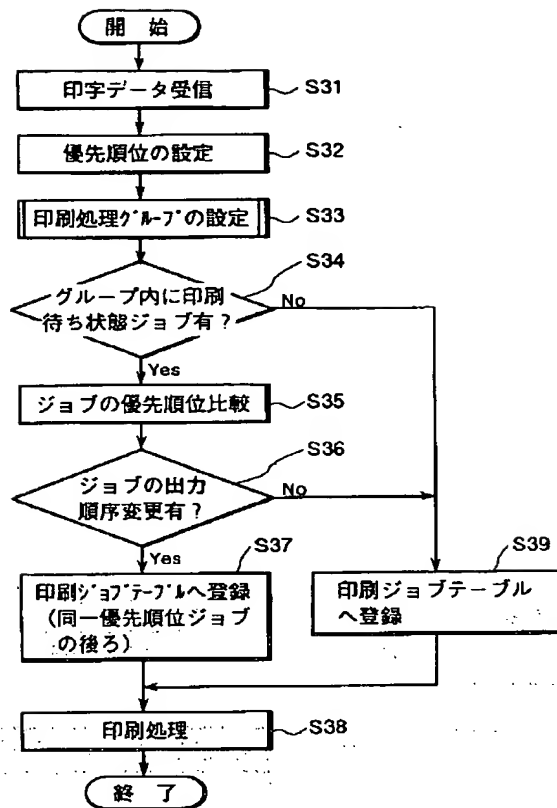 開 始
印字データ受信
S31
優先順位の設定
S32
印刷処理グループの設定
S33
S34
グループ内に印刷
待ち状態ジョブ有？
No
Yes
ジョブの優先順位比較
S35
S36
ジョブの出力
順序変更有？
No
Yes
S37
印刷ジョブテーブルへ登録
(同一優先順位ジョブ
の後ろ)
S39
印刷ジョブテーブル
へ登録
印刷処理
S38
終 了